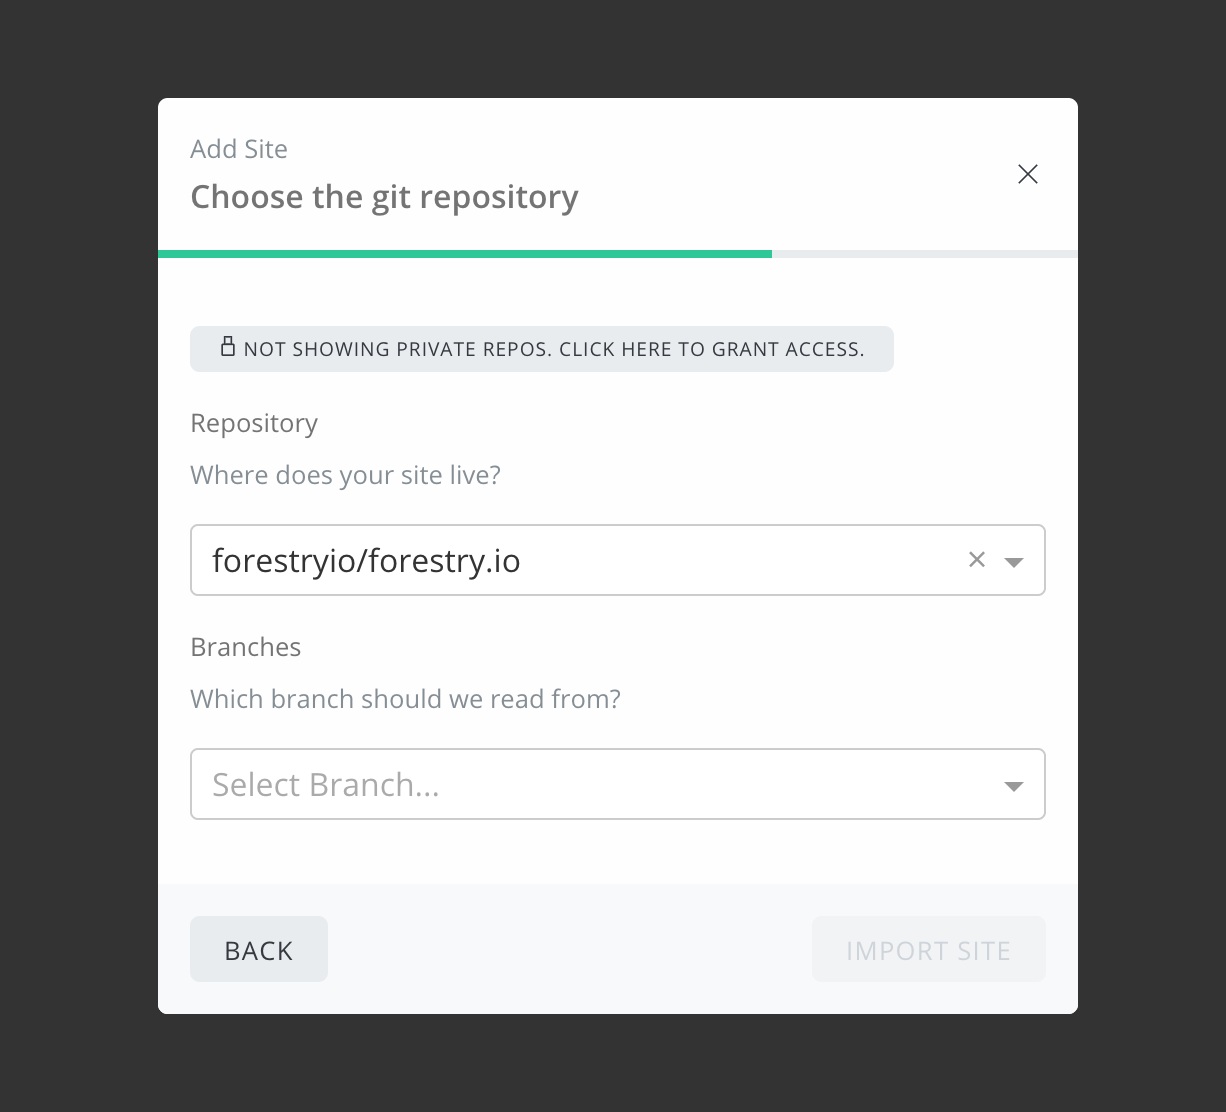 Add Site
Choose the git repository
NOT SHOWING PRIVATE REPOS. CLICK HERE TO GRANT ACCESS.
Repository
Where does your site live?
forestryio/forestry.io
Branches
Which branch should we read from?
Select Branch...
BACK
IMPORT SITE